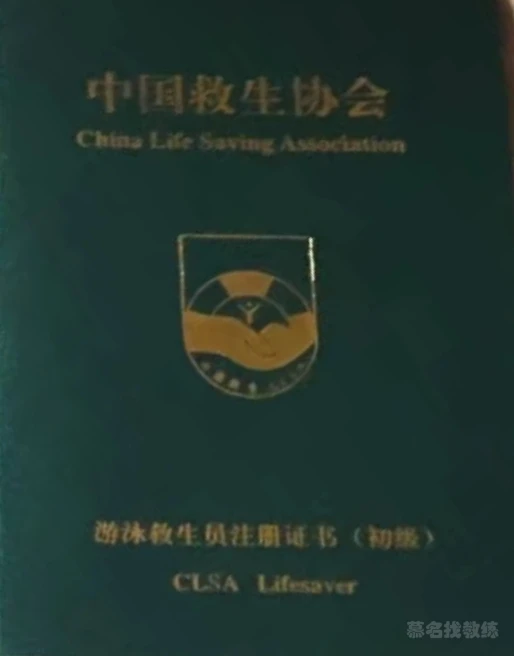 中国救生协会
China Life Saving Association
游泳救生员注册证书（初级）
CLSA Lifesaver
慕名找教练